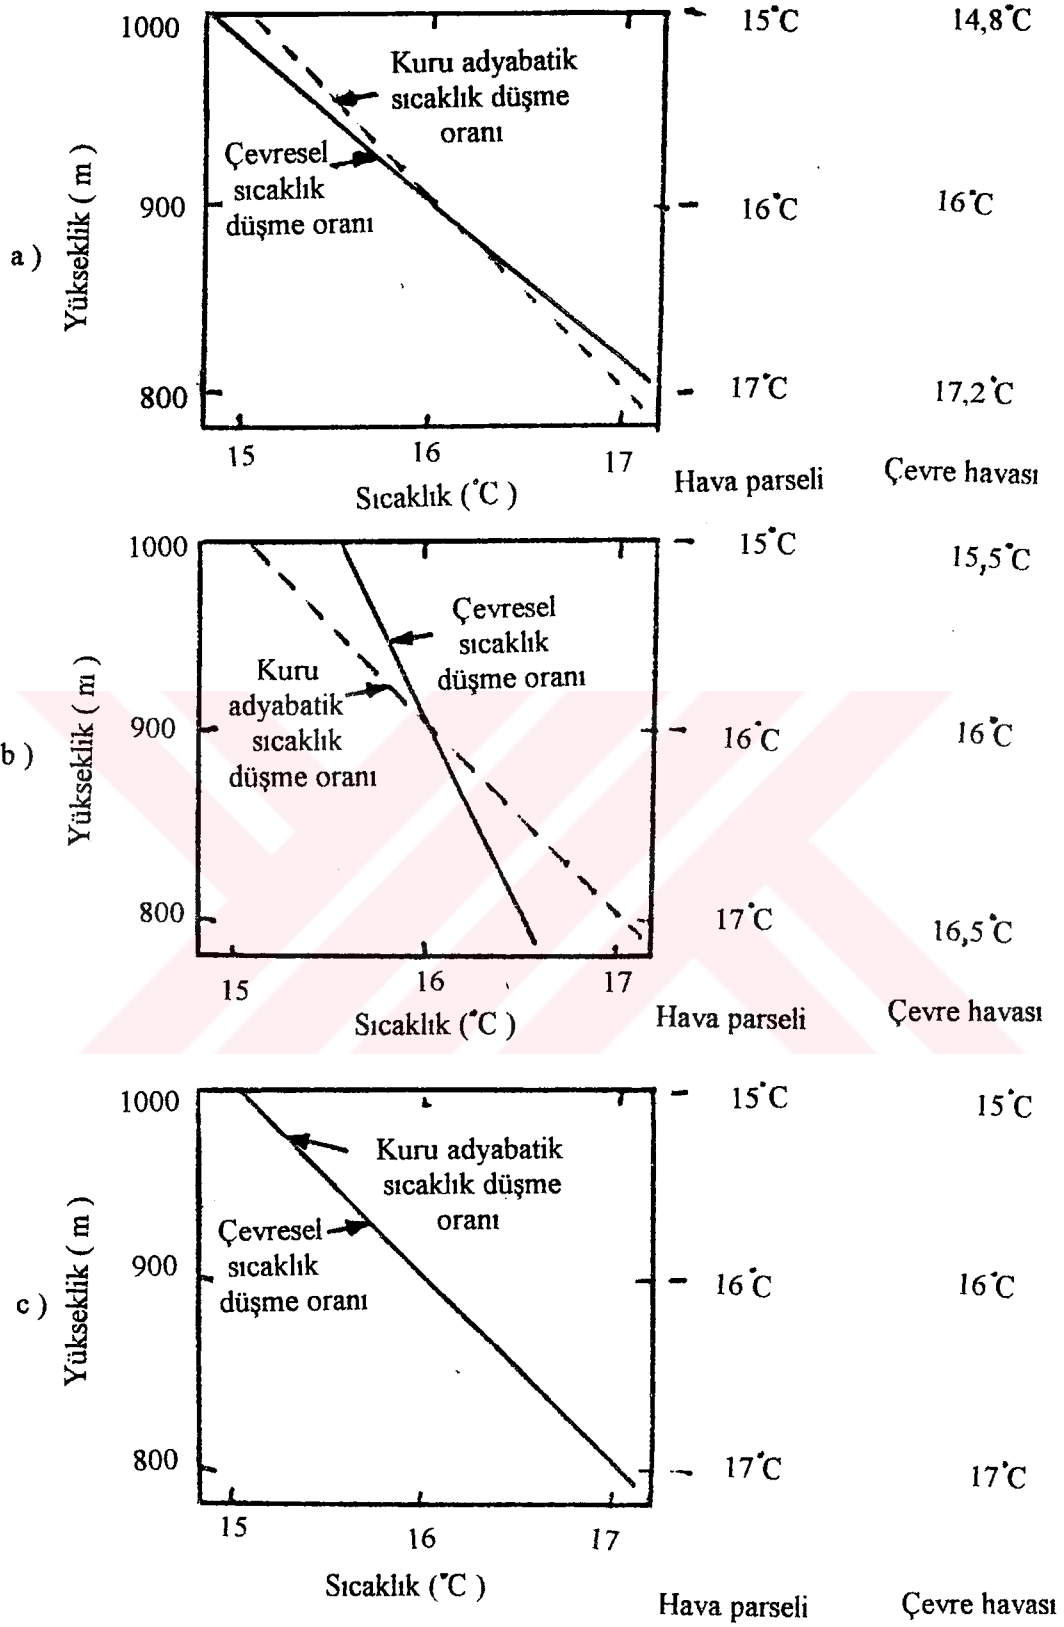 a )
Yükseklik ( m )
1000
900
800
Kuru adyabatik
sıcaklık düşme
oranı
Çevresel
sıcaklık
düşme oranı
15
16
17
Sıcaklık (°C )
15°C
14,8°C
16°C
16°C
17°C
17,2°C
Hava parseli
Çevre havası
b )
Yükseklik ( m )
1000
900
800
Çevresel
sıcaklık
düşme oranı
Kuru
adyabatik
sıcaklık
düşme oranı
15
16
17
Sıcaklık (°C )
15°C
15,5°C
16°C
16°C
17°C
16,5°C
Hava parseli
Çevre havası
c )
Yükseklik ( m )
1000
900
800
Kuru adyabatik
sıcaklık düşme
oranı
Çevresel
sıcaklık
düşme oranı
15
16
17
Sıcaklık (°C )
15°C
15°C
16°C
16°C
17°C
17°C
Hava parseli
Çevre havası